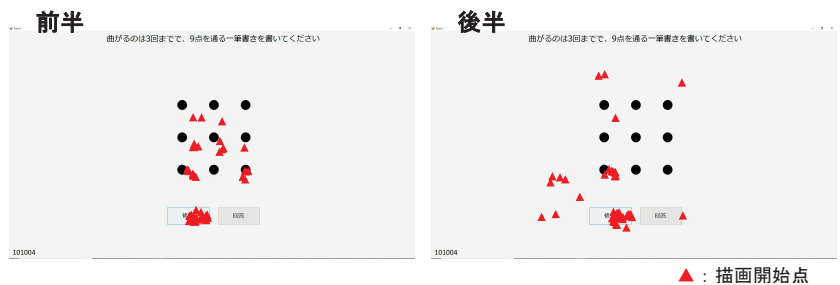 前半
曲がるのは3回までで、9点を通る一筆書きを書いてください
回答
101004
後半
曲がるのは3回までで、9点を通る一筆書きを書いてください
回答
101004
▲：描画開始点